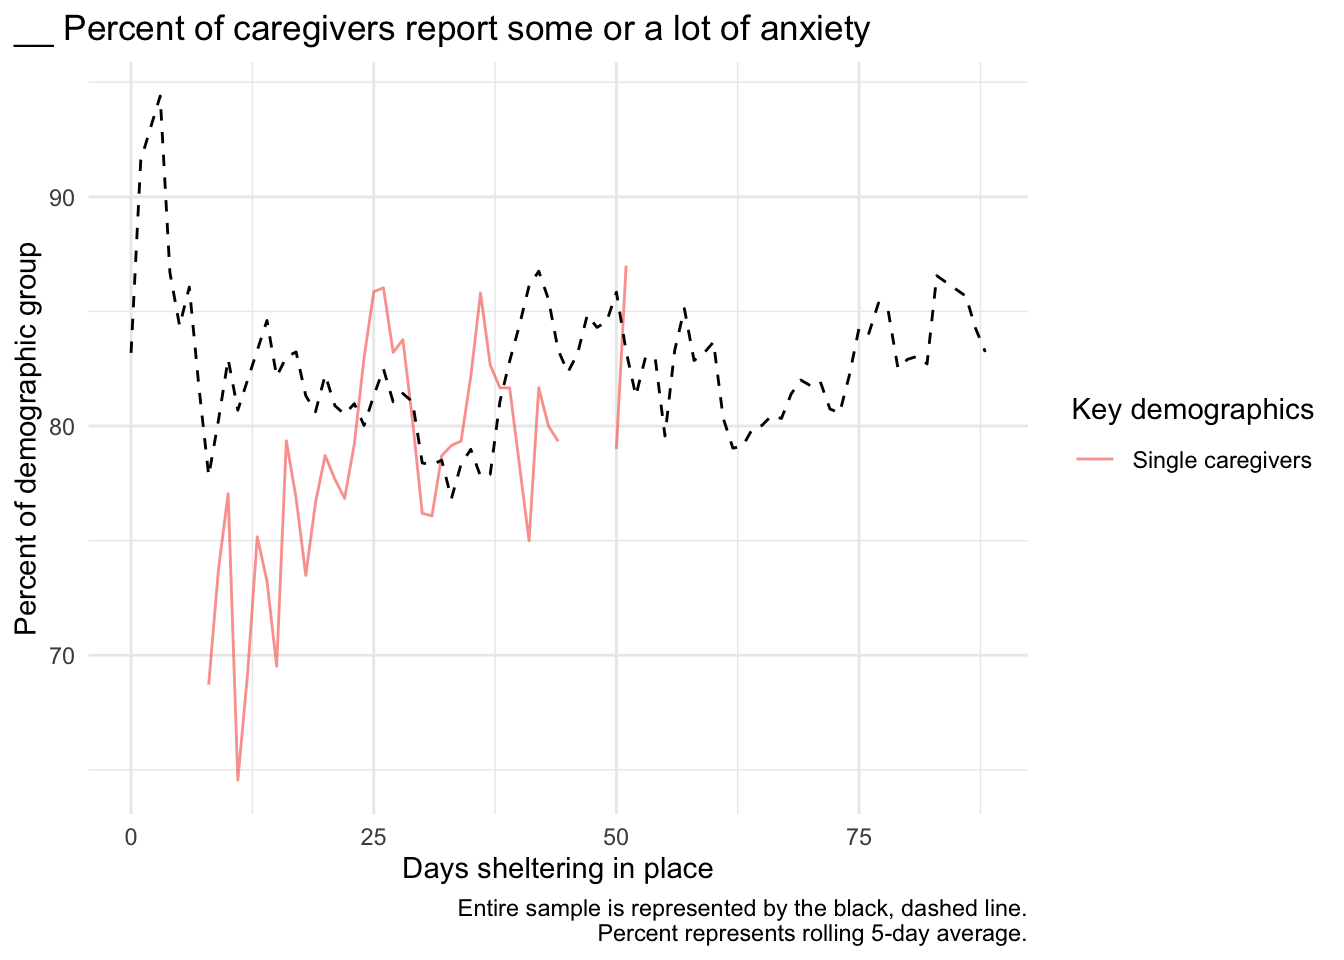 __ Percent of caregivers report some or a lot of anxiety
Percent of demographic group
90
80
70
0 25 50 75
Days sheltering in place
Key demographics
Single caregivers
Entire sample is represented by the black, dashed line.
Percent represents rolling 5-day average.